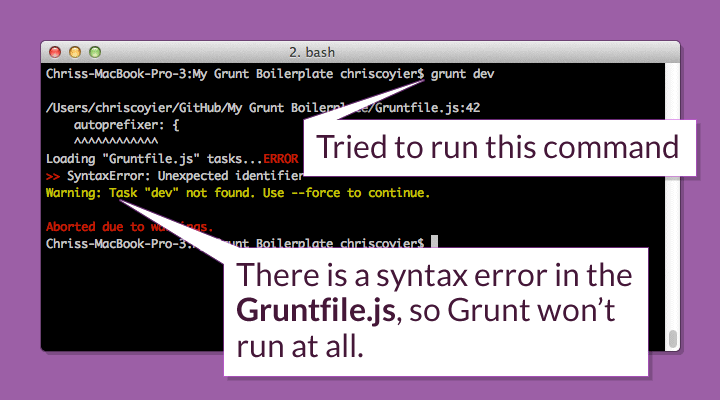 2. bash
Chriss-MacBook-Pro-3:My Grunt Boilerplate chriscoyier$ grunt dev
/Users/chriscoyier/GitHub/My Grunt Boilerplate/Gruntfile.js:42
autoprefixer: {
^^^^^^^^^^^^
Loading "Gruntfile.js" tasks...ERROR
Tried to run this command
>> SyntaxError: Unexpected identifier
Warning: Task "dev" not found. Use --force to continue.
Aborted due to warnings.
Chriss-MacBook-Pro-3:My Grunt Boilerplate chriscoyier$
There is a syntax error in the
Gruntfile.js, so Grunt won’t
run at all.